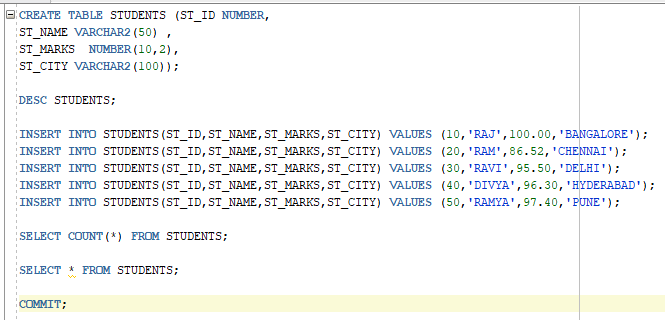 CREATE TABLE STUDENTS (ST_ID NUMBER,
ST_NAME VARCHAR2(50) ,
ST_MARKS  NUMBER(10,2),
ST_CITY VARCHAR2(100));
DESC STUDENTS;
INSERT INTO STUDENTS(ST_ID,ST_NAME,ST_MARKS,ST_CITY) VALUES (10,'RAJ',100.00,'BANGALORE');
INSERT INTO STUDENTS(ST_ID,ST_NAME,ST_MARKS,ST_CITY) VALUES (20,'RAM',86.52,'CHENNAI');
INSERT INTO STUDENTS(ST_ID,ST_NAME,ST_MARKS,ST_CITY) VALUES (30,'RAVI',95.50,'DELHI');
INSERT INTO STUDENTS(ST_ID,ST_NAME,ST_MARKS,ST_CITY) VALUES (40,'DIVYA',96.30,'HYDERABAD');
INSERT INTO STUDENTS(ST_ID,ST_NAME,ST_MARKS,ST_CITY) VALUES (50,'RAMYA',97.40,'PUNE');
SELECT COUNT(*) FROM STUDENTS;
SELECT * FROM STUDENTS;
COMMIT;